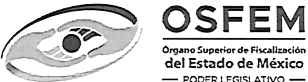 OSFEM
Órgano Superior de Fiscalización
del Estado de México
— PODER LEGISLATIVO